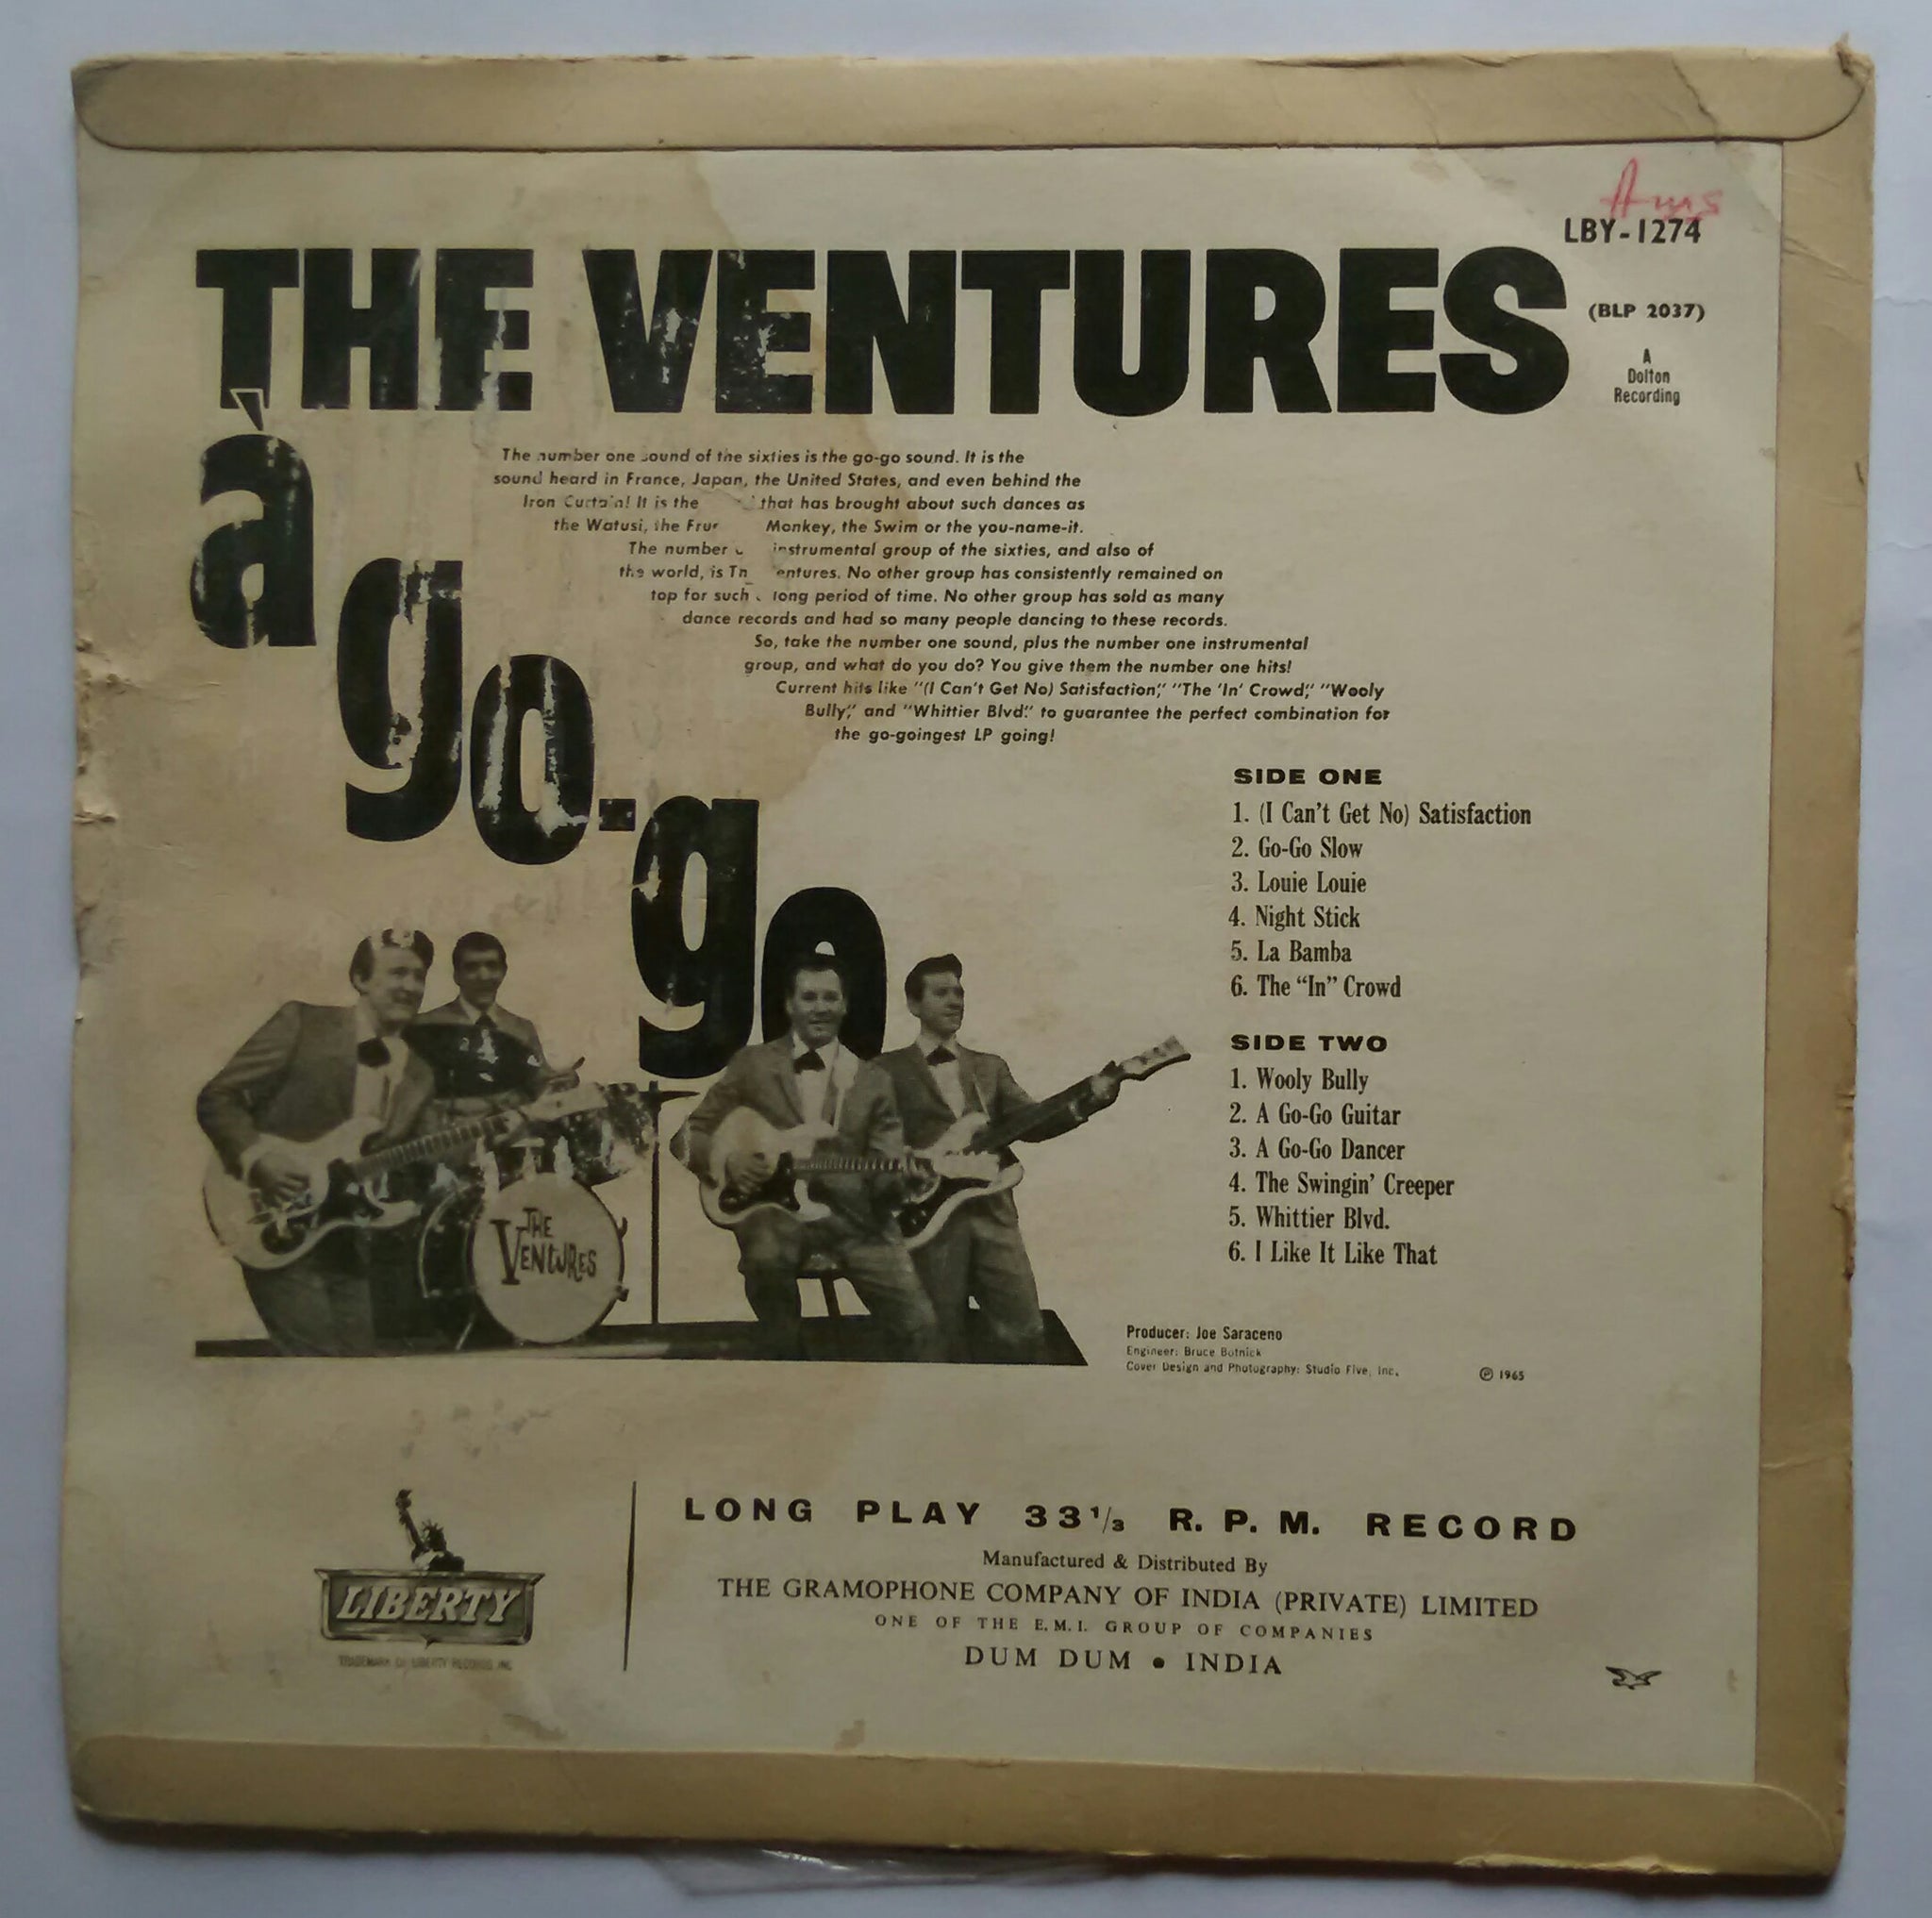 Ams
LBY-1274
THE VENTURES
(BLP 2037)
A
Dolton
Recording
à go-go
The number one sound of the sixties is the go-go sound. It is the
sound heard in France, Japan, the United States, and even behind the
Iron Curtain! It is the that has brought about such dances as
the Watusi, the Monkey, the Swim or the you-name-it.
The number instrumental group of the sixties, and also of
the world, is The Ventures. No other group has consistently remained on
top for such a long period of time. No other group has sold as many
dance records and had so many people dancing to these records.
So, take the number one sound, plus the number one instrumental
group, and what do you do? You give them the number one hits!
Current hits like "(I Can't Get No) Satisfaction," "The 'In' Crowd," "Wooly
Bully," and "Whittier Blvd." to guarantee the perfect combination for
the go-goingest LP going!
SIDE ONE
1. (I Can't Get No) Satisfaction
2. Go-Go Slow
3. Louie Louie
4. Night Stick
5. La Bamba
6. The "In" Crowd
SIDE TWO
1. Wooly Bully
2. A Go-Go Guitar
3. A Go-Go Dancer
4. The Swingin' Creeper
5. Whittier Blvd.
6. I Like It Like That
THE
VENTURES
Producer: Joe Saraceno
Engineer: Bruce Botnick
Cover Design and Photography: Studio Five, Inc.
℗ 1965
LIBERTY
TRADEMARK OF LIBERTY RECORDS INC
LONG PLAY 33 1/3 R. P. M. RECORD
Manufactured & Distributed By
THE GRAMOPHONE COMPANY OF INDIA (PRIVATE) LIMITED
ONE OF THE E.M.I. GROUP OF COMPANIES
DUM DUM • INDIA